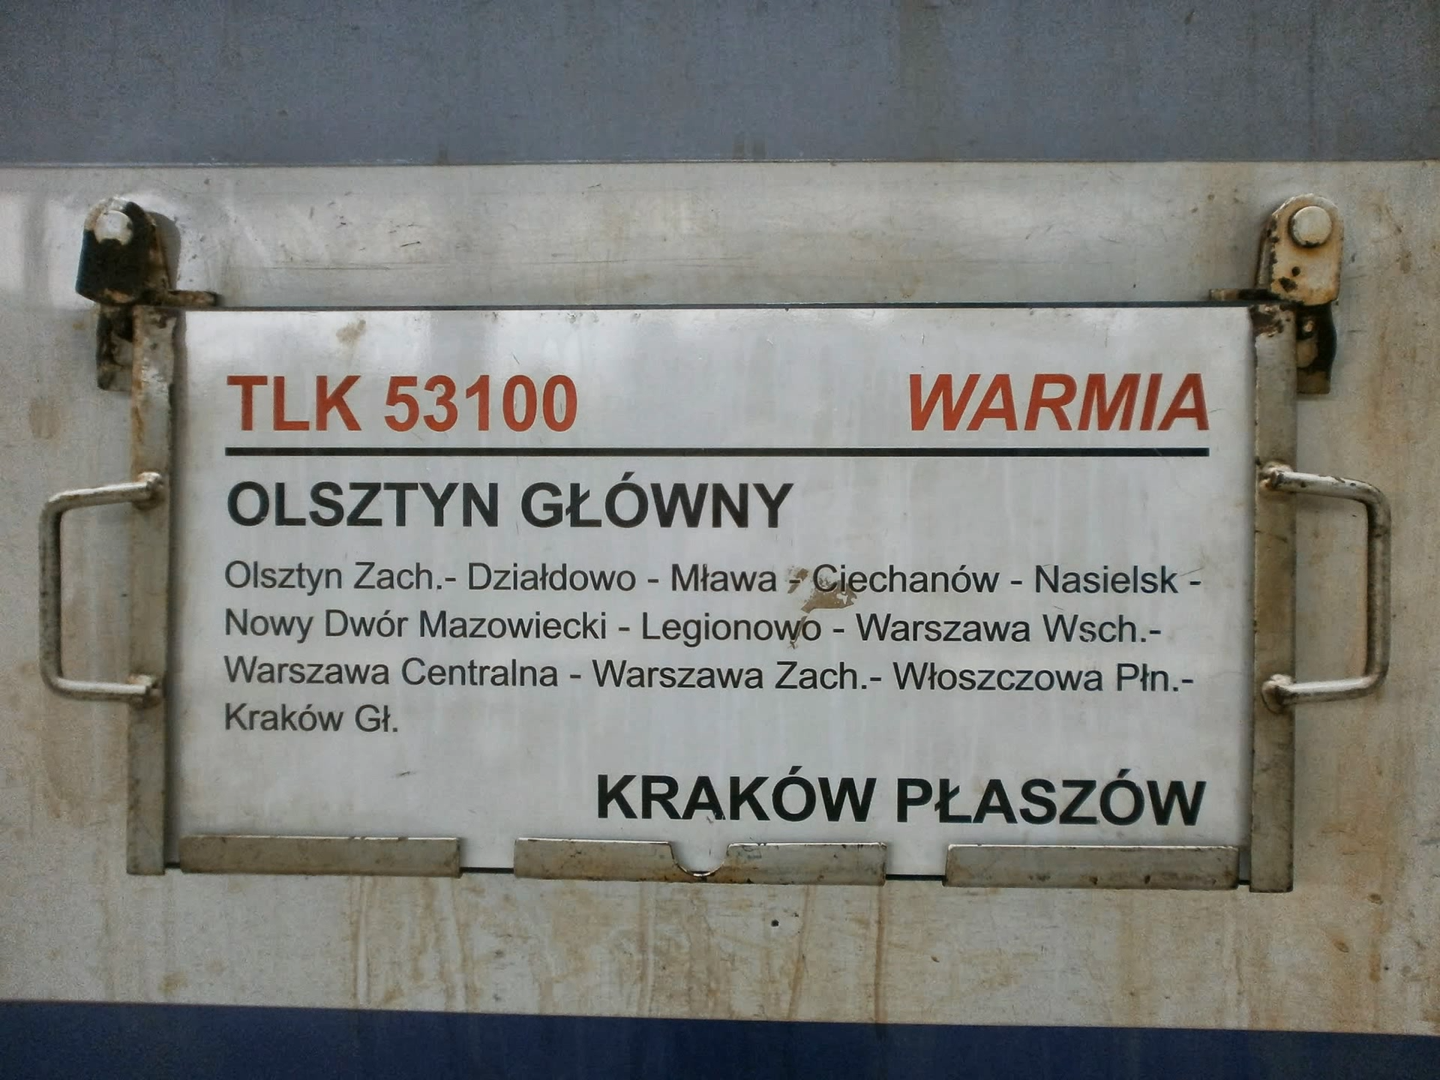 TLK 53100 WARMIA
OLSZTYN GŁÓWNY
Olsztyn Zach.- Działdowo - Mława - Ciechanów - Nasielsk -
Nowy Dwór Mazowiecki - Legionowo - Warszawa Wsch.-
Warszawa Centralna - Warszawa Zach.- Włoszczowa Płn.-
Kraków Gł.
KRAKÓW PŁASZÓW